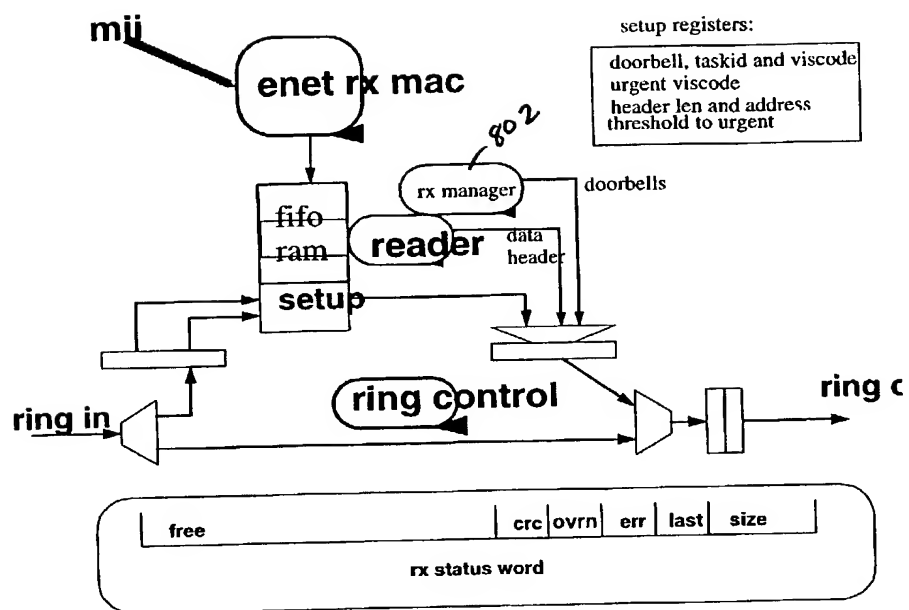 mii
setup registers:
doorbell, taskid and viscode
urgent viscode
header len and address
threshold to urgent
enet rx mac
802
rx manager
doorbells
fifo
ram
reader
data
header
setup
ring control
ring in
ring c
free
crc
ovrn
err
last
size
rx status word